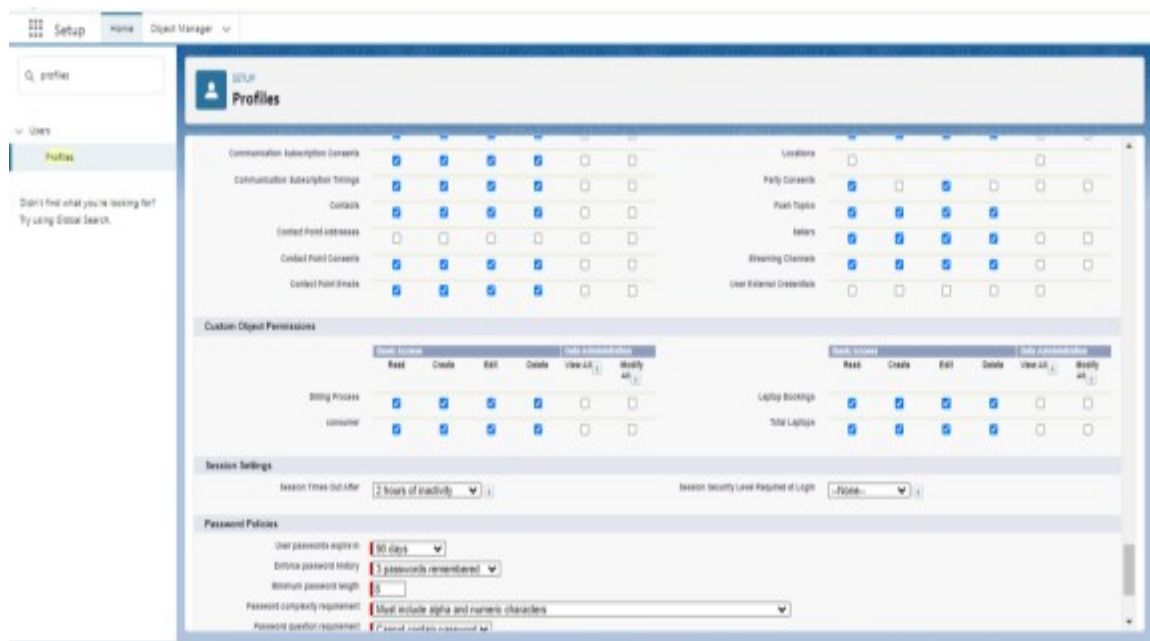 Setup Home Object Manager
profiles
SETUP
Profiles
Users
Profiles
Didn't find what you're looking for?
Try using Global Search.
Communication Subscription Consents
Locations
Communication Subscription Timings
Party Consents
Contacts
Push Topics
Contact Point Addresses
Sellers
Contact Point Consents
Streaming Channels
Contact Point Emails
User External Credentials
Custom Object Permissions
Basic Access Data Administration Basic Access Data Administration
Read Create Edit Delete View All Modify All Read Create Edit Delete View All Modify All
Billing Process
Laptop Bookings
consumer
Total Laptops
Session Settings
Session Times Out After 2 hours of inactivity Session Security Level Required at Login --None--
Password Policies
User passwords expire in 90 days
Enforce password history 3 passwords remembered
Minimum password length 8
Password complexity requirement Must include alpha and numeric characters
Password question requirement Cannot contain password